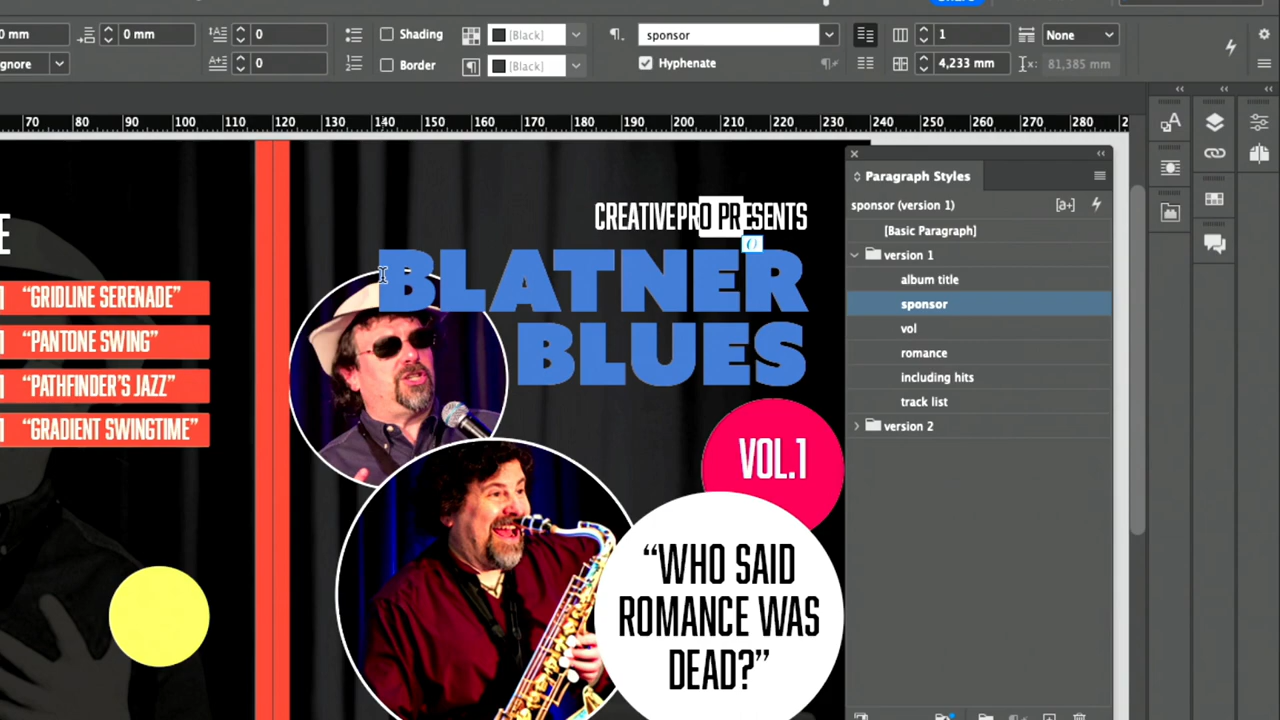 0 mm
0 mm
0
Shading
[Black]
sponsor
1
None
gnore
0
Border
[Black]
Hyphenate
4,233 mm
81,385 mm
70 80 90 100 110 120 130 140 150 160 170 180 190 200 210 220 230 240 250 260 270 280 2
Paragraph Styles
sponsor (version 1)
[a+]
[Basic Paragraph]
version 1
album title
sponsor
vol
romance
including hits
track list
version 2
E
"GRIDLINE SERENADE"
"PANTONE SWING"
"PATHFINDER'S JAZZ"
"GRADIENT SWINGTIME"
CREATIVEPRO PRESENTS
BLATNER
BLUES
VOL.1
"WHO SAID
ROMANCE WAS
DEAD?"